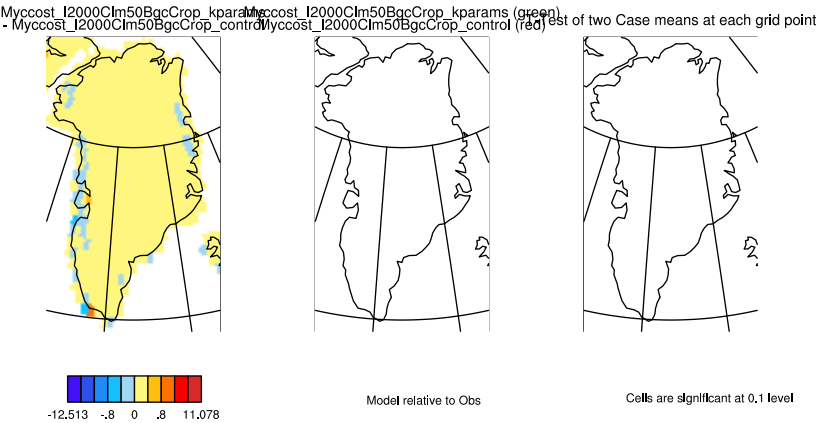 Myccost_I2000Clm50BgcCrop_kparams
- Myccost_I2000Clm50BgcCrop_control
Myccost_I2000Clm50BgcCrop_kparams (green)
Myccost_I2000Clm50BgcCrop_control (red)
T-Test of two Case means at each grid point
-12.513 -.8 0 .8 11.078
Model relative to Obs
Cells are significant at 0.1 level